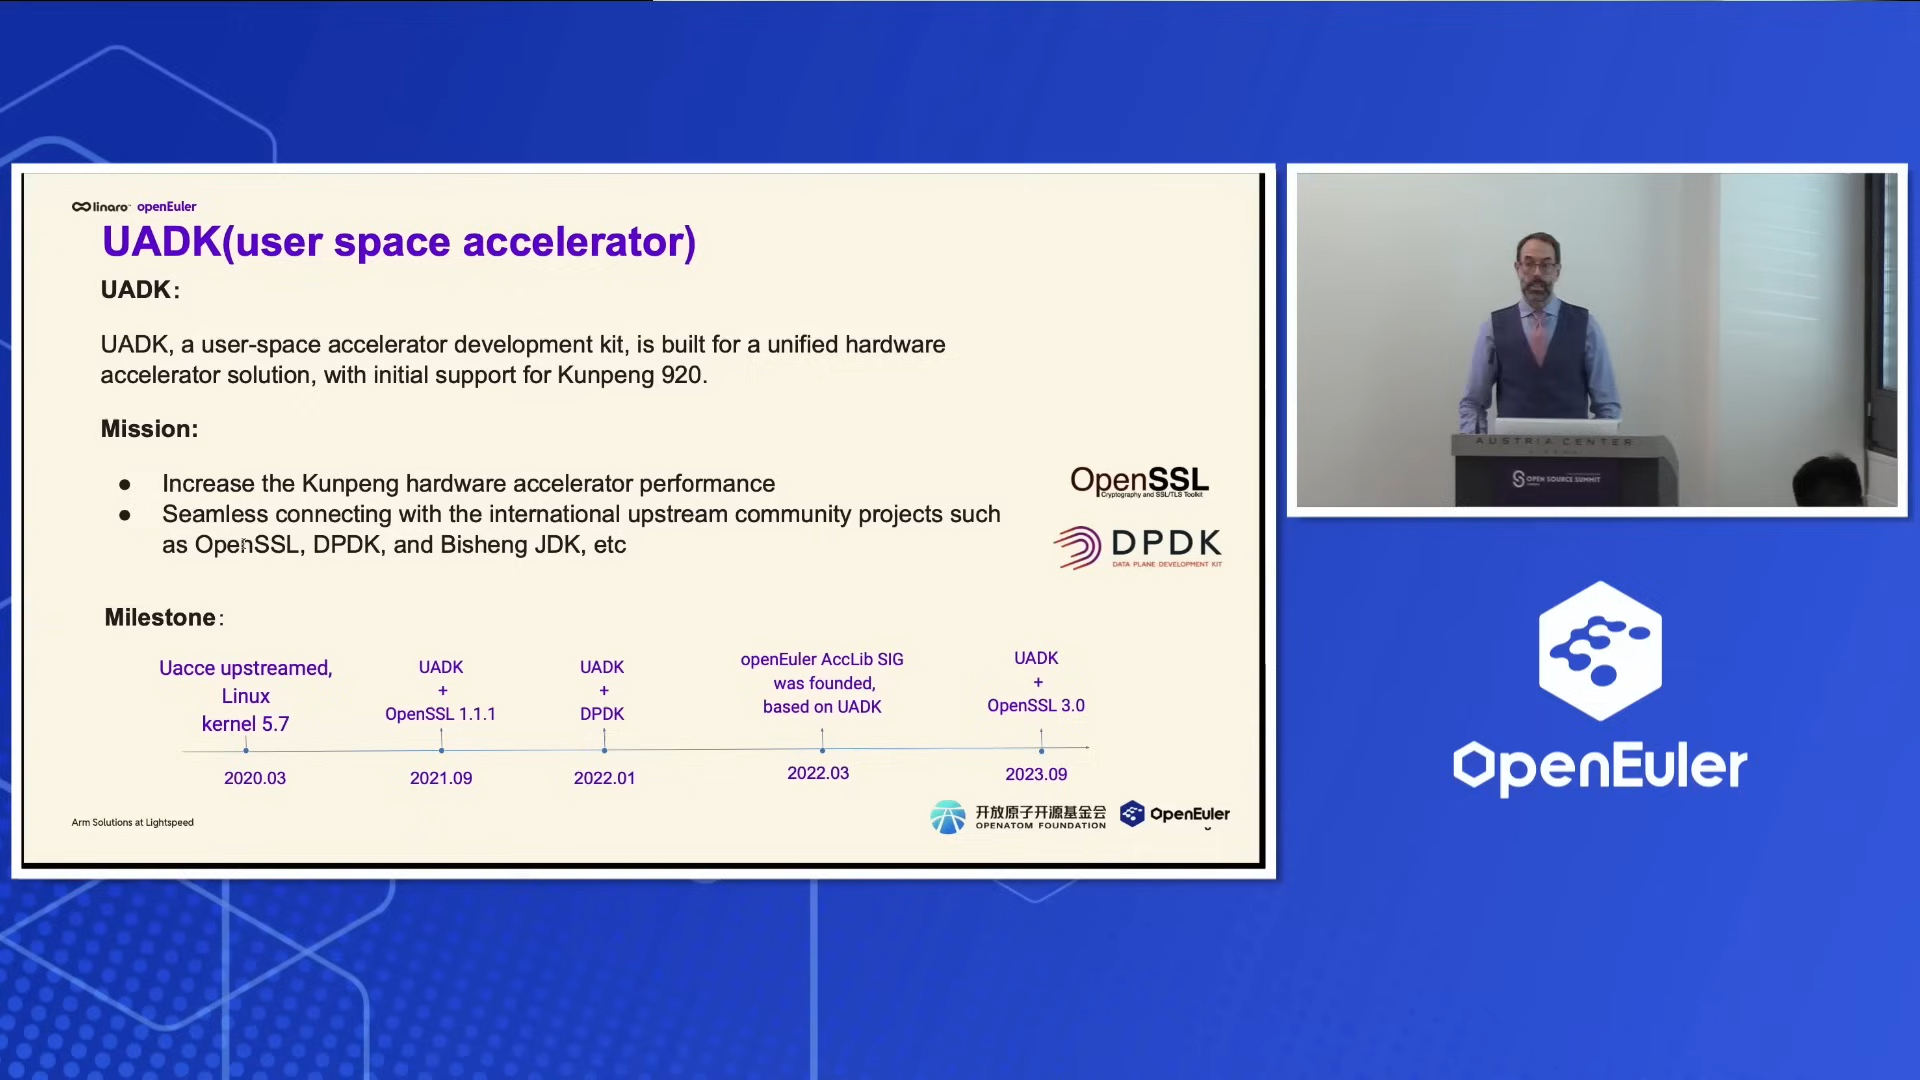 linaro openEuler
UADK(user space accelerator)
UADK:
UADK, a user-space accelerator development kit, is built for a unified hardware
accelerator solution, with initial support for Kunpeng 920.
Mission:
● Increase the Kunpeng hardware accelerator performance
● Seamless connecting with the international upstream community projects such
as OpenSSL, DPDK, and Bisheng JDK, etc
OpenSSL
Cryptography and SSL/TLS Toolkit
DPDK
DATA PLANE DEVELOPMENT KIT
Milestone:
Uacce upstreamed,
Linux
kernel 5.7
2020.03
UADK
+
OpenSSL 1.1.1
2021.09
UADK
+
DPDK
2022.01
openEuler AccLib SIG
was founded,
based on UADK
2022.03
UADK
+
OpenSSL 3.0
2023.09
Arm Solutions at Lightspeed
开放原子开源基金会
OPENATOM FOUNDATION
OpenEuler
AUSTRIA CENTER
OPEN SOURCE SUMMIT
OpenEuler